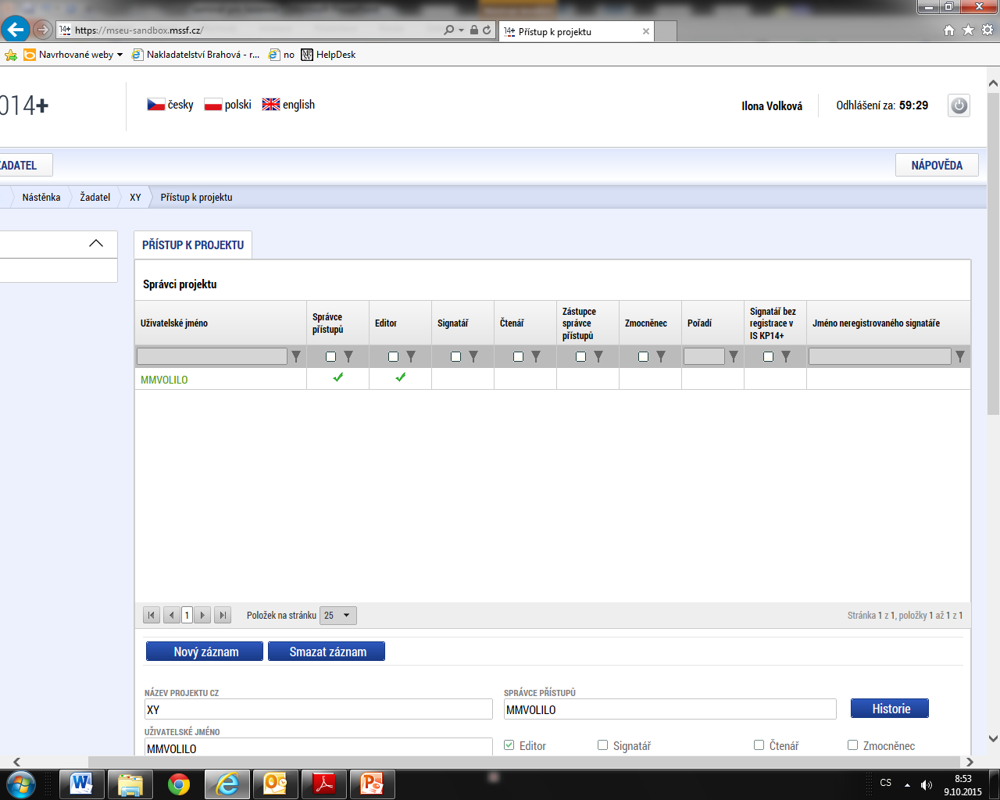 https://mseu-sandbox.mssf.cz/
14+ Přístup k projektu
Navrhované weby
Nakladatelství Brahová - r...
no
HelpDesk
014+
česky polski english
Ilona Volková
Odhlášení za: 59:29
ŽADATEL
NÁPOVĚDA
Nástěnka Žadatel XY Přístup k projektu
PŘÍSTUP K PROJEKTU
Správci projektu
Uživatelské jméno
Správce přístupů
Editor
Signatář
Čtenář
Zástupce správce přístupů
Zmocněnec
Pořadí
Signatář bez registrace v IS KP14+
Jméno neregistrovaného signatáře
MMVOLILO
1 Položek na stránku 25
Stránka 1 z 1, položky 1 až 1 z 1
Nový záznam
Smazat záznam
NÁZEV PROJEKTU CZ
XY
SPRÁVCE PŘÍSTUPŮ
MMVOLILO
Historie
UŽIVATELSKÉ JMÉNO
MMVOLILO
Editor Signatář Čtenář Zmocněnec
CS
8:53
9.10.2015